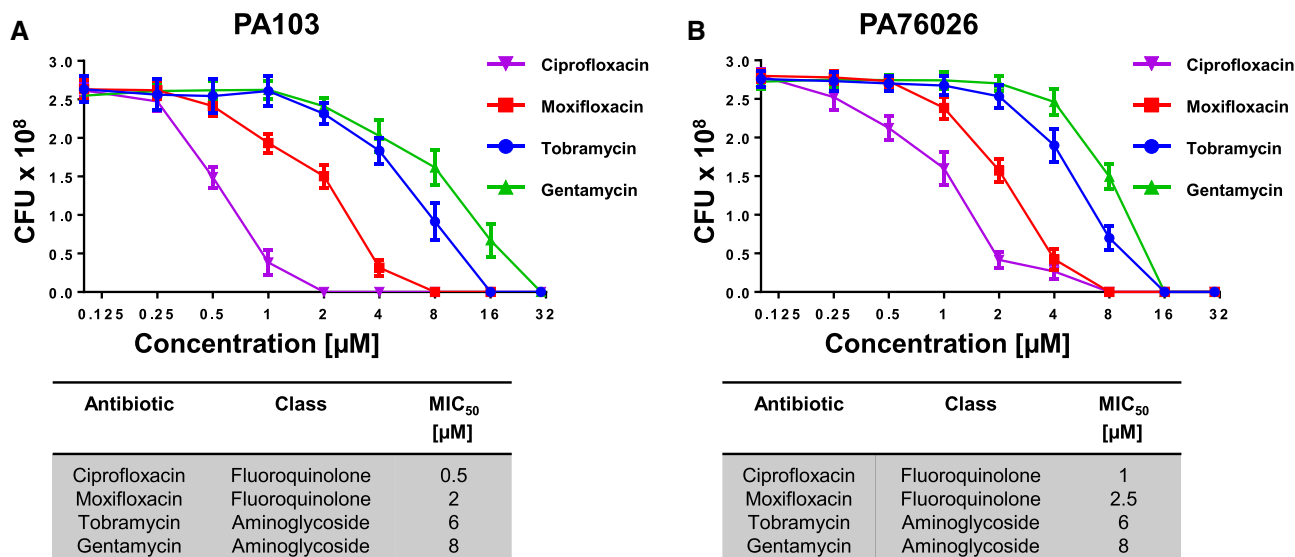 A
PA103
3.0
2.5
2.0
1.5
1.0
0.5
0.0
CFU x 10⁸
0.125 0.25 0.5 1 2 4 8 16 32
Concentration [µM]
Ciprofloxacin
Moxifloxacin
Tobramycin
Gentamycin
Antibiotic Class MIC₅₀
[µM]
Ciprofloxacin Fluoroquinolone 0.5
Moxifloxacin Fluoroquinolone 2
Tobramycin Aminoglycoside 6
Gentamycin Aminoglycoside 8
B
PA76026
3.0
2.5
2.0
1.5
1.0
0.5
0.0
CFU x 10⁸
0.125 0.25 0.5 1 2 4 8 16 32
Concentration [µM]
Ciprofloxacin
Moxifloxacin
Tobramycin
Gentamycin
Antibiotic Class MIC₅₀
[µM]
Ciprofloxacin Fluoroquinolone 1
Moxifloxacin Fluoroquinolone 2.5
Tobramycin Aminoglycoside 6
Gentamycin Aminoglycoside 8